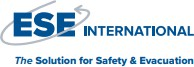 ESE INTERNATIONAL
The Solution for Safety & Evacuation